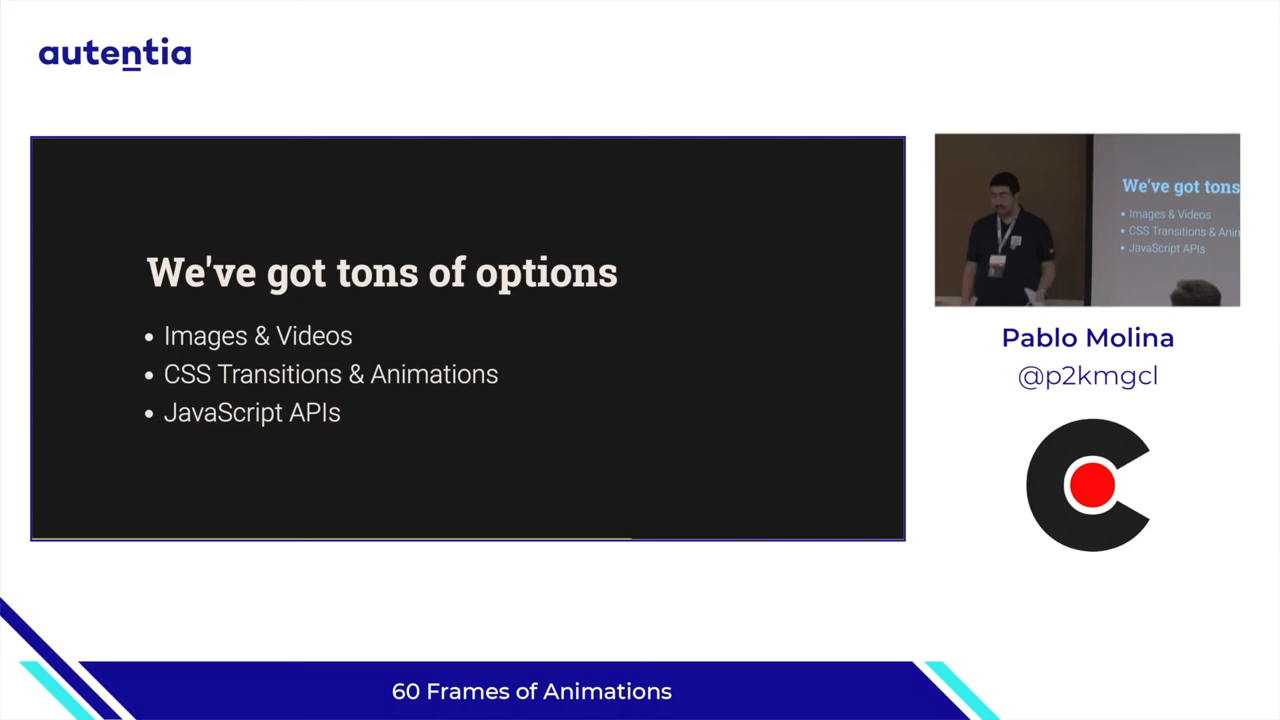 autentia
We've got tons of options
• Images & Videos
• CSS Transitions & Animations
• JavaScript APIs
We've got tons
• Images & Videos
• CSS Transitions & Anin
• JavaScript APIs
Pablo Molina
@p2kmgcl
60 Frames of Animations